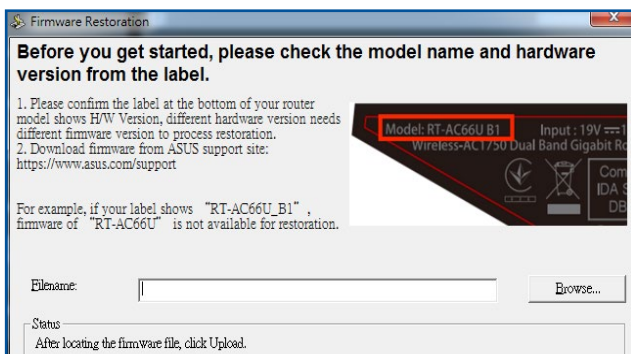 Firmware Restoration
Before you get started, please check the model name and hardware
version from the label.
1. Please confirm the label at the bottom of your router
model shows H/W Version, different hardware version needs
different firmware version to process restoration.
2. Download firmware from ASUS support site:
https://www.asus.com/support
For example, if your label shows “RT-AC66U_B1”,
firmware of “RT-AC66U” is not available for restoration.
Model: RT-AC66U B1 Input : 19V
Wireless-AC1750 Dual Band Gigabit
Com
IDA S
DB
Filename: Browse...
Status
After locating the firmware file, click Upload.